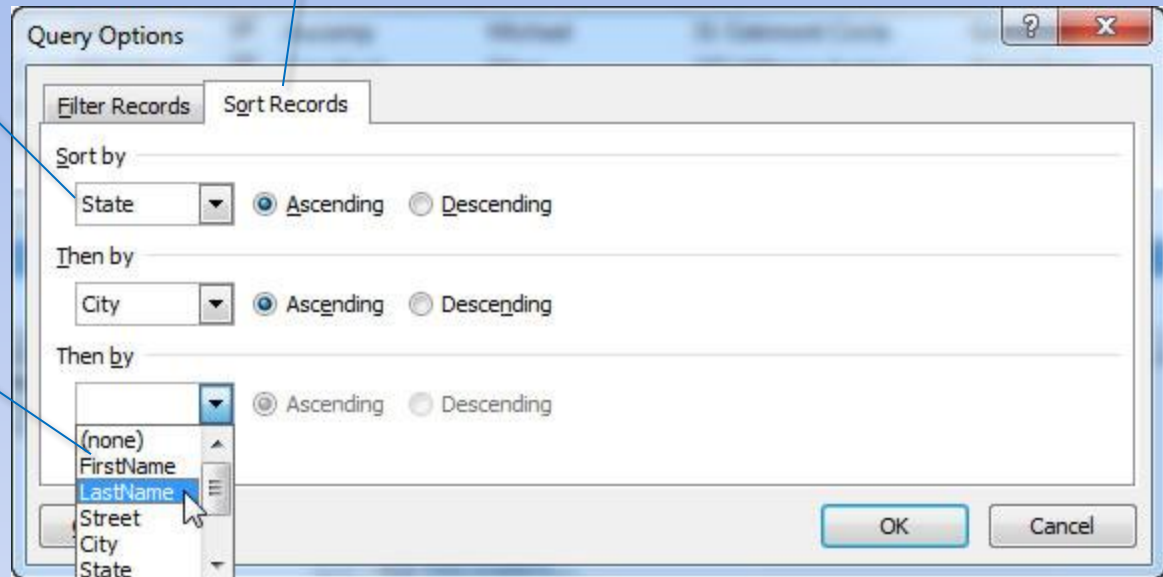 Query Options
Filter Records Sort Records
Sort by
State Ascending Descending
Then by
City Ascending Descending
Then by
Ascending Descending
(none)
FirstName
LastName
Street
City
State
OK Cancel